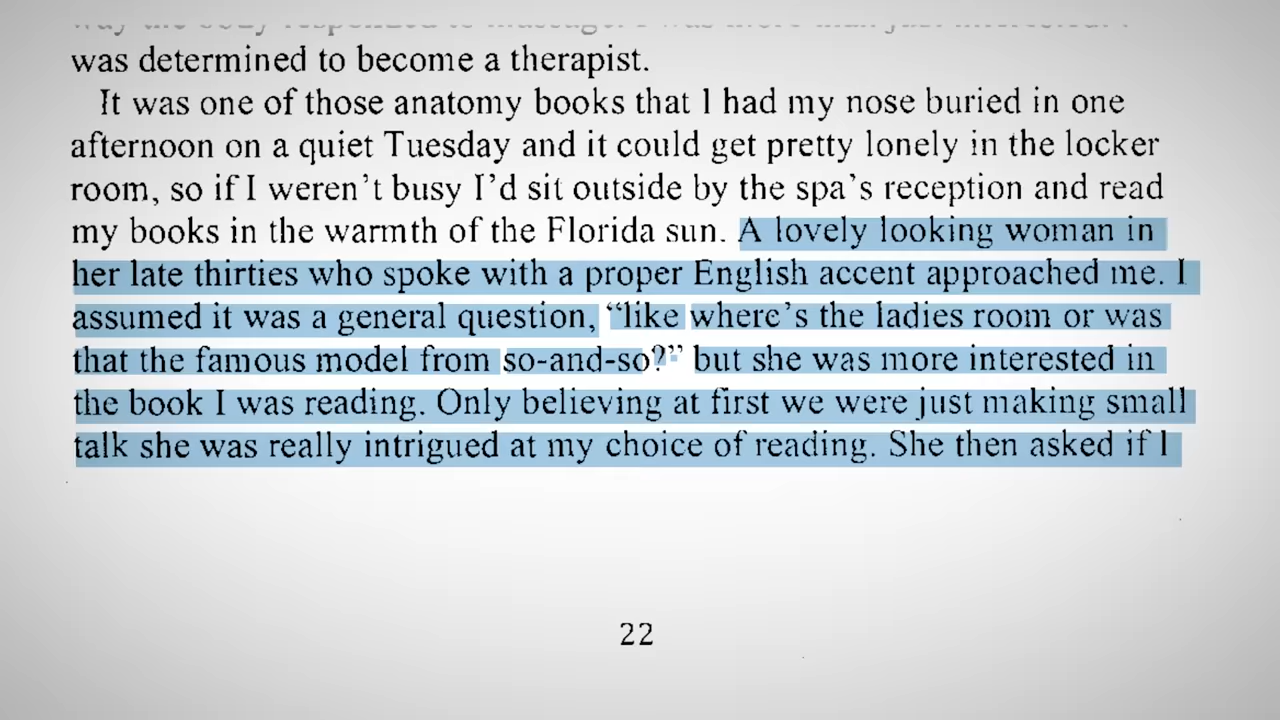 was determined to become a therapist.
It was one of those anatomy books that I had my nose buried in one
afternoon on a quiet Tuesday and it could get pretty lonely in the locker
room, so if I weren’t busy I’d sit outside by the spa’s reception and read
my books in the warmth of the Florida sun. A lovely looking woman in
her late thirties who spoke with a proper English accent approached me. I
assumed it was a general question, “like where’s the ladies room or was
that the famous model from so-and-so?” but she was more interested in
the book I was reading. Only believing at first we were just making small
talk she was really intrigued at my choice of reading. She then asked if I
22